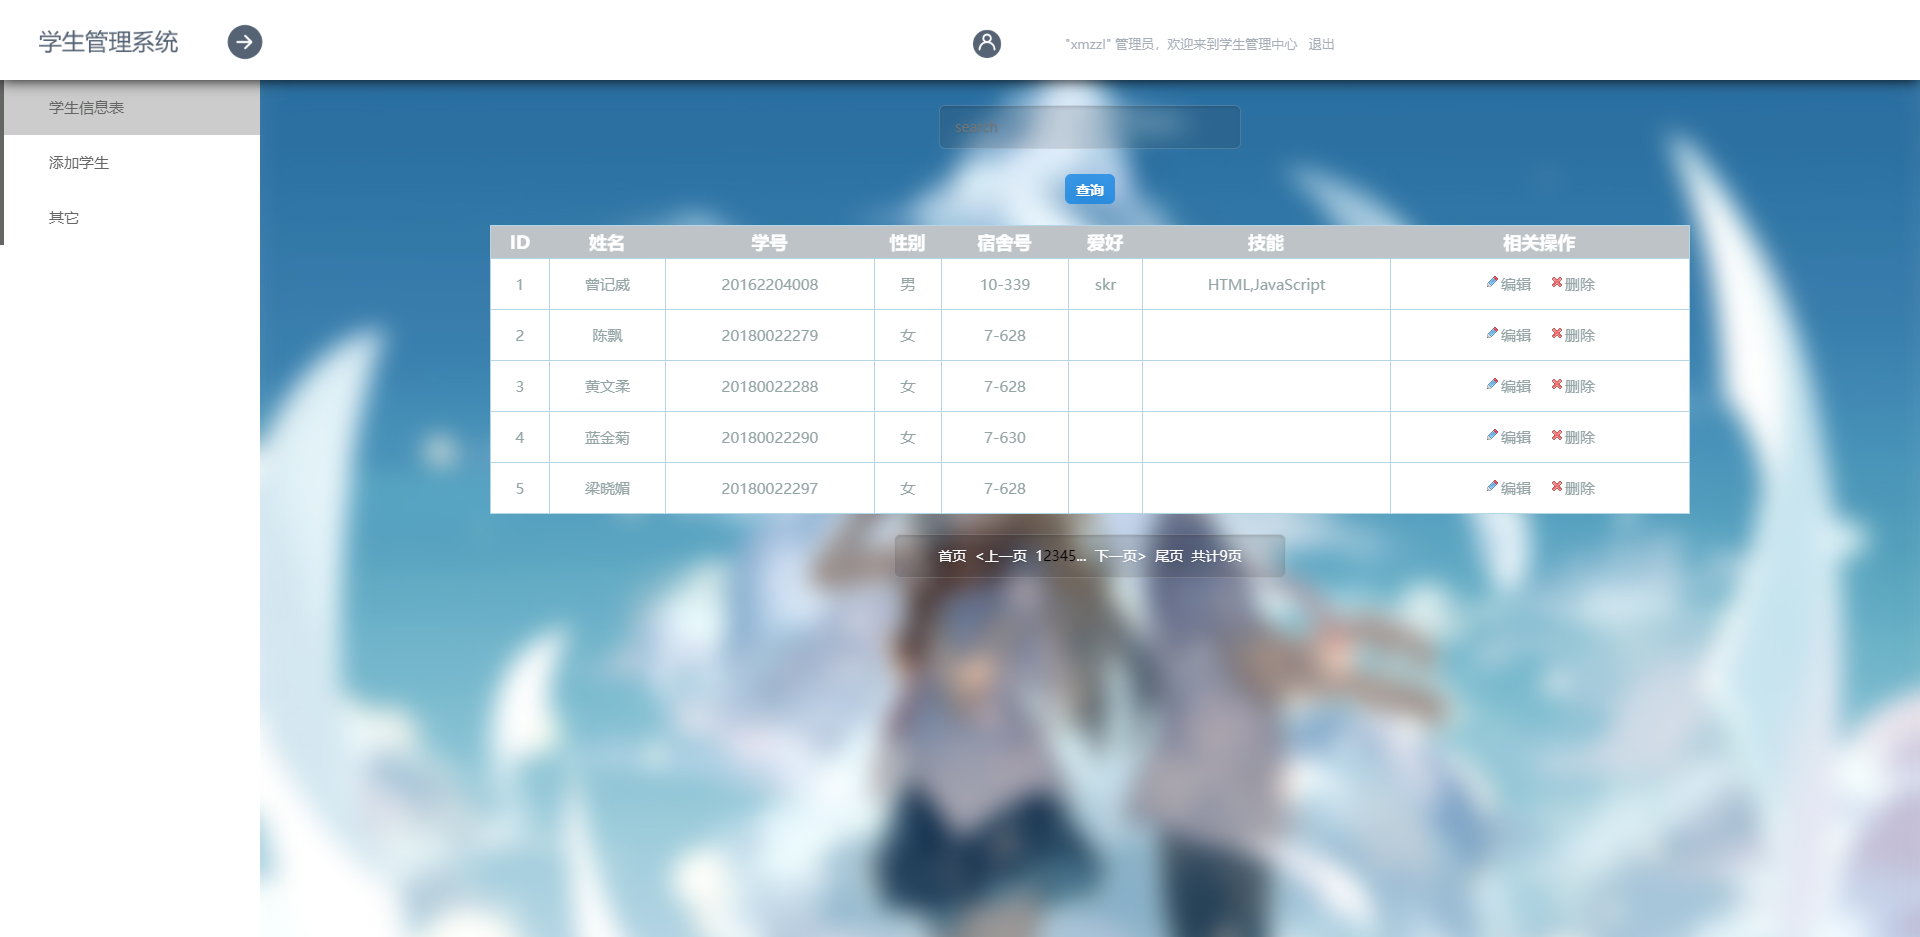 学生管理系统
"xmzzl" 管理员，欢迎来到学生管理中心 退出
学生信息表
添加学生
其它
search
查询
ID 姓名 学号 性别 宿舍号 爱好 技能 相关操作
1 曾记威 20162204008 男 10-339 skr HTML,JavaScript 编辑 删除
2 陈飘 20180022279 女 7-628 编辑 删除
3 黄文柔 20180022288 女 7-628 编辑 删除
4 蓝金菊 20180022290 女 7-630 编辑 删除
5 梁晓媚 20180022297 女 7-628 编辑 删除
首页 <上一页 12345... 下一页> 尾页 共计9页